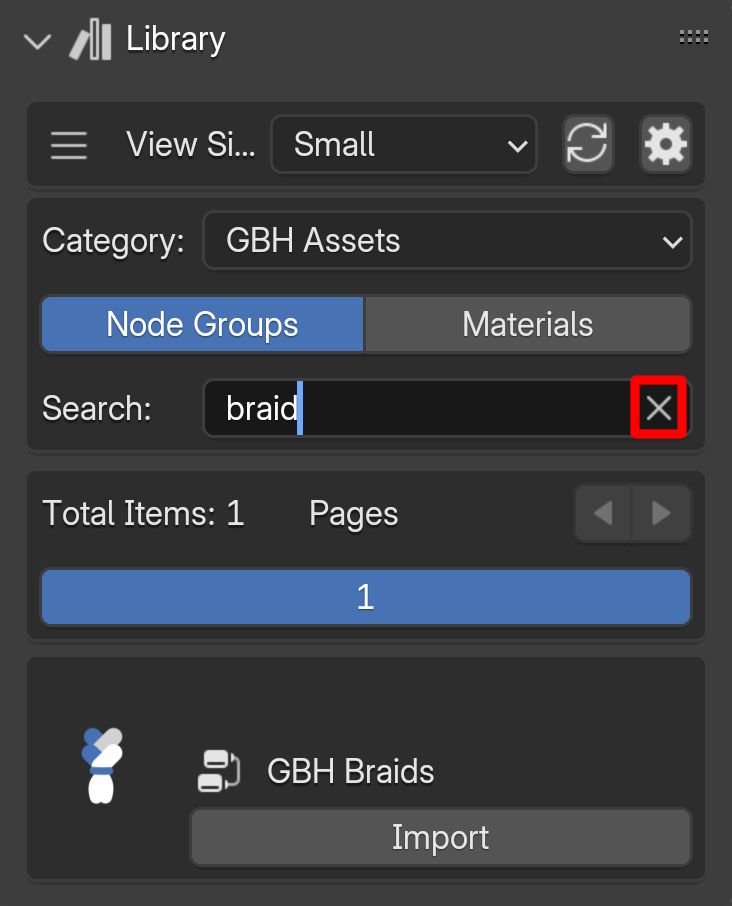 Library
View Si... Small
Category: GBH Assets
Node Groups Materials
Search: braid
Total Items: 1 Pages
1
GBH Braids
Import